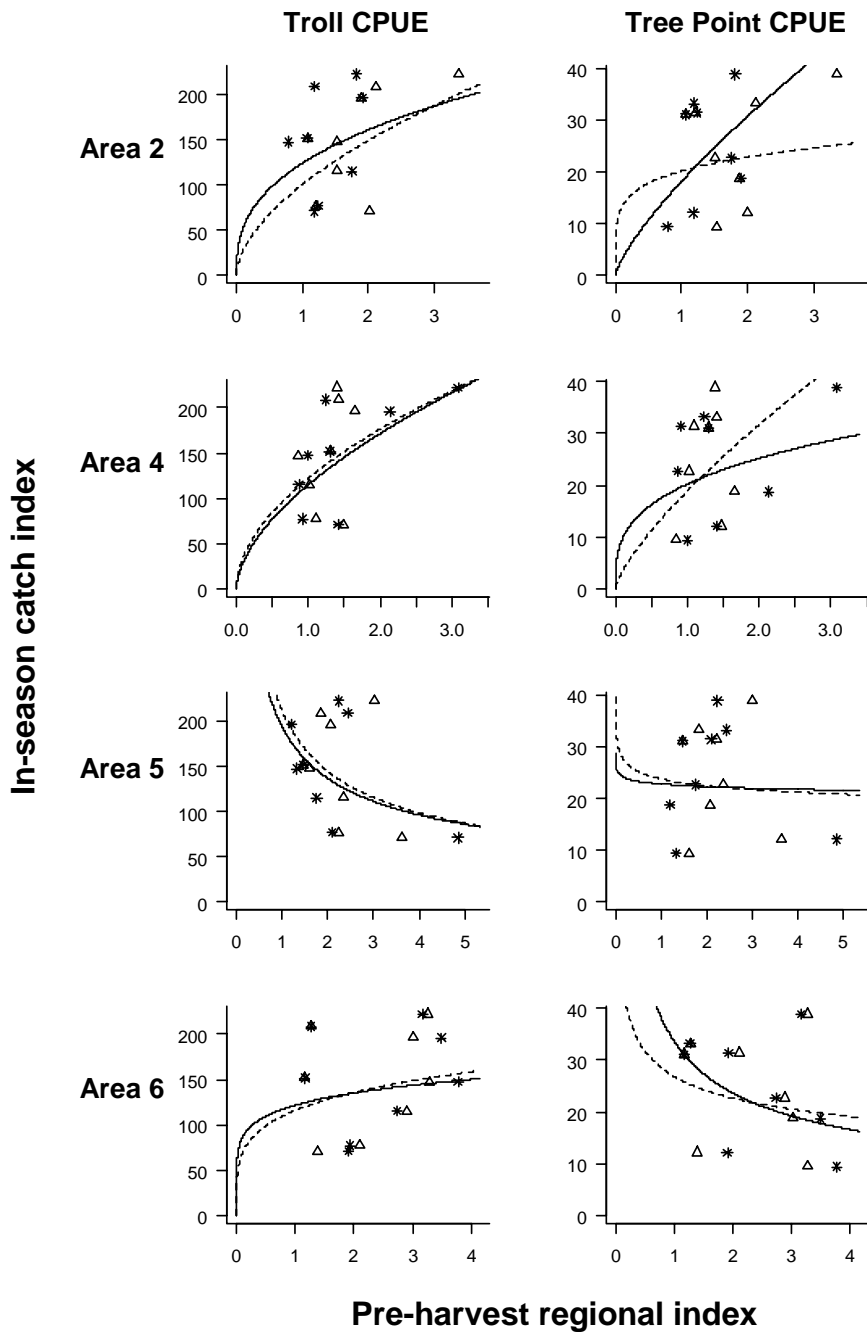 Troll CPUE Tree Point CPUE
Area 2
200
150
100
50
0
0 1 2 3
40
30
20
10
0
0 1 2 3
Area 4
200
150
100
50
0
0.0 1.0 2.0 3.0
40
30
20
10
0
0.0 1.0 2.0 3.0
Area 5
200
150
100
50
0
0 1 2 3 4 5
40
30
20
10
0
0 1 2 3 4 5
Area 6
200
150
100
50
0
0 1 2 3 4
40
30
20
10
0
0 1 2 3 4
In-season catch index
Pre-harvest regional index